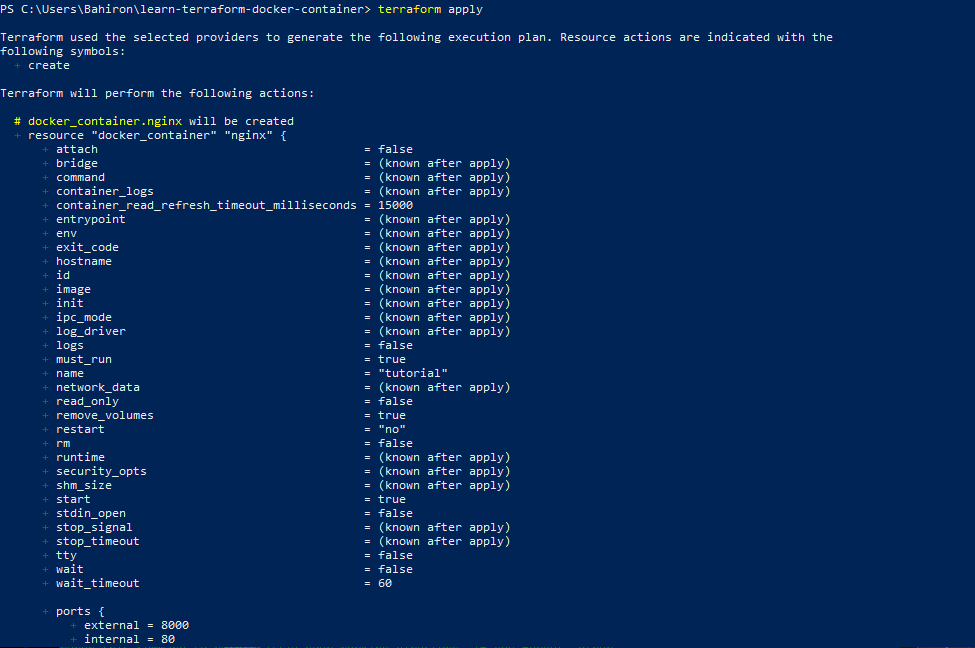 PS C:\Users\Bahiron\learn-terraform-docker-container> terraform apply
Terraform used the selected providers to generate the following execution plan. Resource actions are indicated with the
following symbols:
+ create
Terraform will perform the following actions:
# docker_container.nginx will be created
+ resource "docker_container" "nginx" {
+ attach = false
+ bridge = (known after apply)
+ command = (known after apply)
+ container_logs = (known after apply)
+ container_read_refresh_timeout_milliseconds = 15000
+ entrypoint = (known after apply)
+ env = (known after apply)
+ exit_code = (known after apply)
+ hostname = (known after apply)
+ id = (known after apply)
+ image = (known after apply)
+ init = (known after apply)
+ ipc_mode = (known after apply)
+ log_driver = (known after apply)
+ logs = false
+ must_run = true
+ name = "tutorial"
+ network_data = (known after apply)
+ read_only = false
+ remove_volumes = true
+ restart = "no"
+ rm = false
+ runtime = (known after apply)
+ security_opts = (known after apply)
+ shm_size = (known after apply)
+ start = true
+ stdin_open = false
+ stop_signal = (known after apply)
+ stop_timeout = (known after apply)
+ tty = false
+ wait = false
+ wait_timeout = 60
+ ports {
+ external = 8000
+ internal = 80